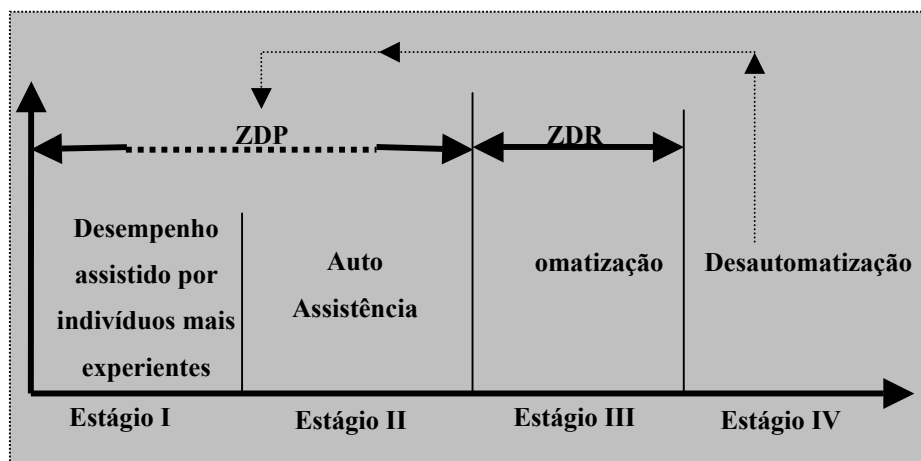 ZDP
ZDR
Desempenho
assistido por
indivíduos mais
experientes
Auto
Assistência
omatização
Desautomatização
Estágio I
Estágio II
Estágio III
Estágio IV